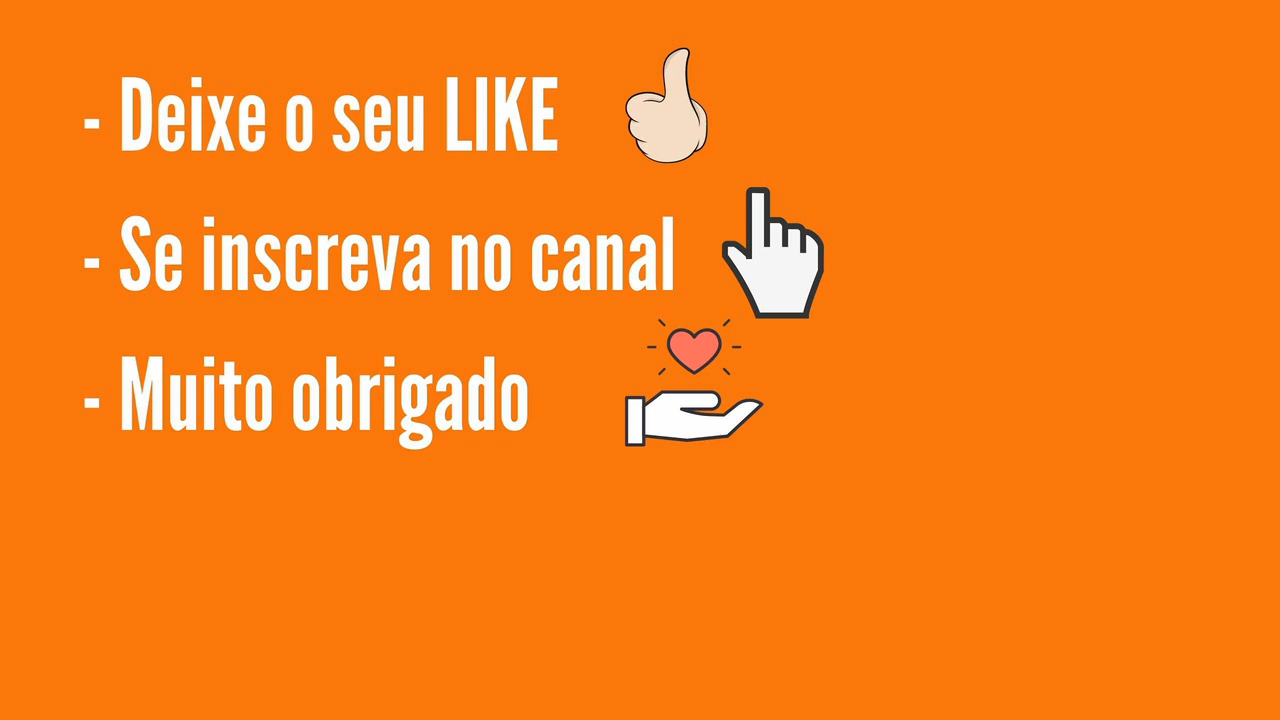 - Deixe o seu LIKE
- Se inscreva no canal
- Muito obrigado